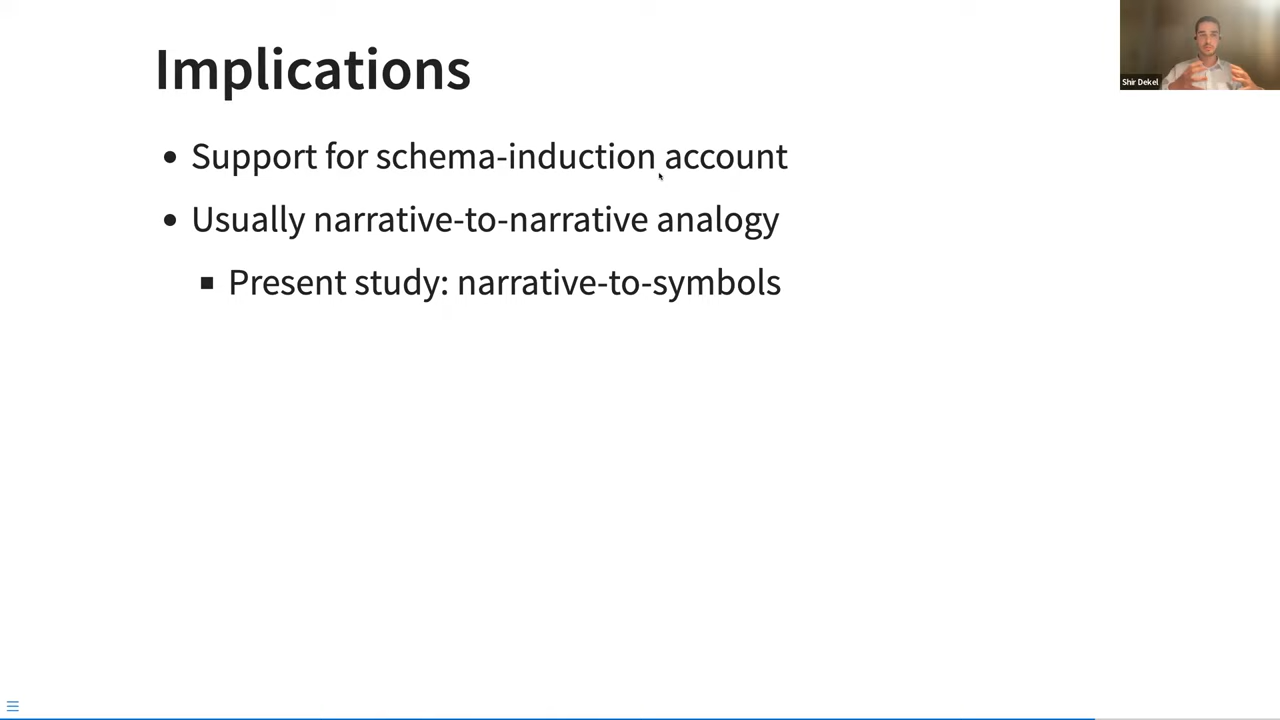 Implications
Shir Dekel
• Support for schema-induction account
• Usually narrative-to-narrative analogy
▪ Present study: narrative-to-symbols